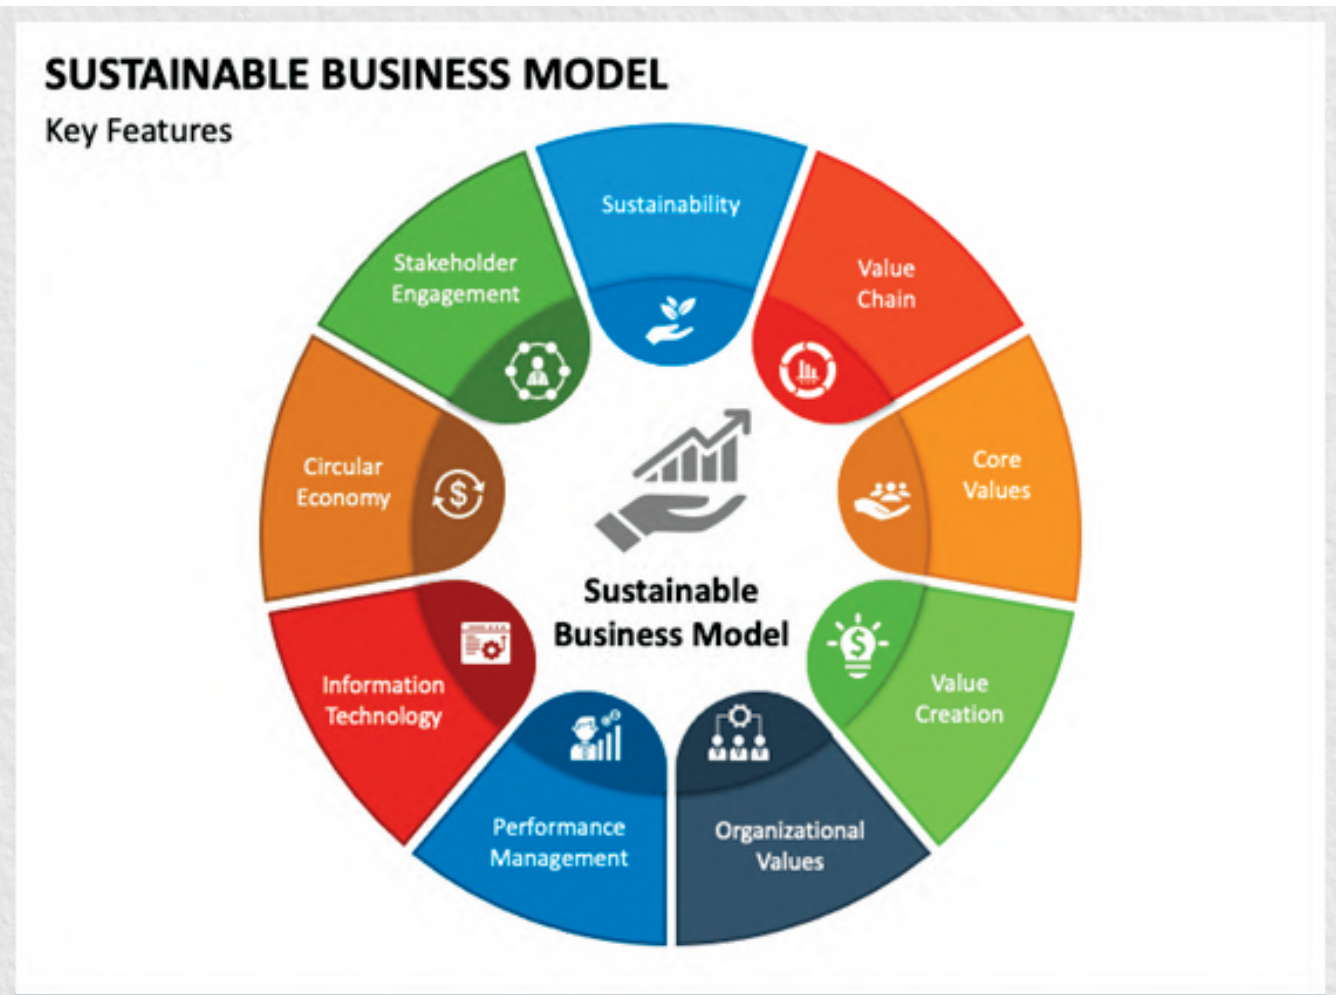 SUSTAINABLE BUSINESS MODEL
Key Features
Sustainability
Value
Chain
Core
Values
Value
Creation
Organizational
Values
Performance
Management
Information
Technology
Circular
Economy
Stakeholder
Engagement
Sustainable
Business Model